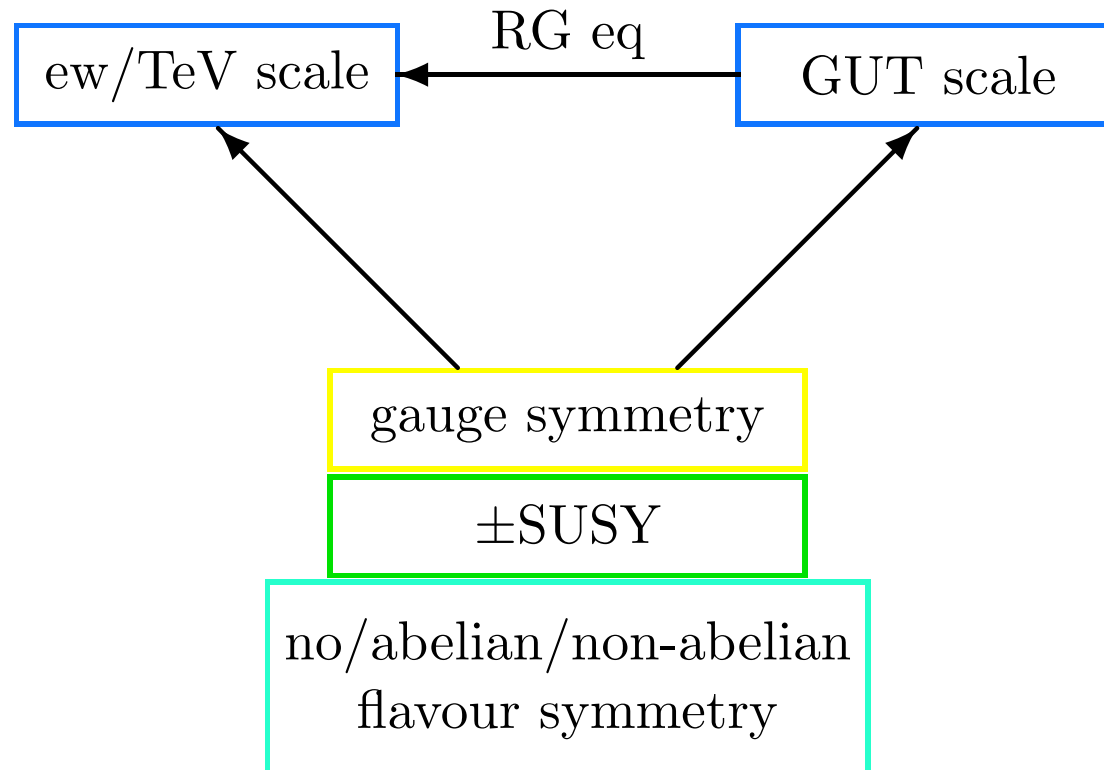 RG eq
ew/TeV scale
GUT scale
gauge symmetry
±SUSY
no/abelian/non-abelian
flavour symmetry